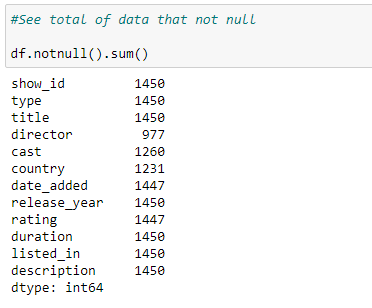 #See total of data that not null
df.notnull().sum()
show_id 1450
type 1450
title 1450
director 977
cast 1260
country 1231
date_added 1447
release_year 1450
rating 1447
duration 1450
listed_in 1450
description 1450
dtype: int64